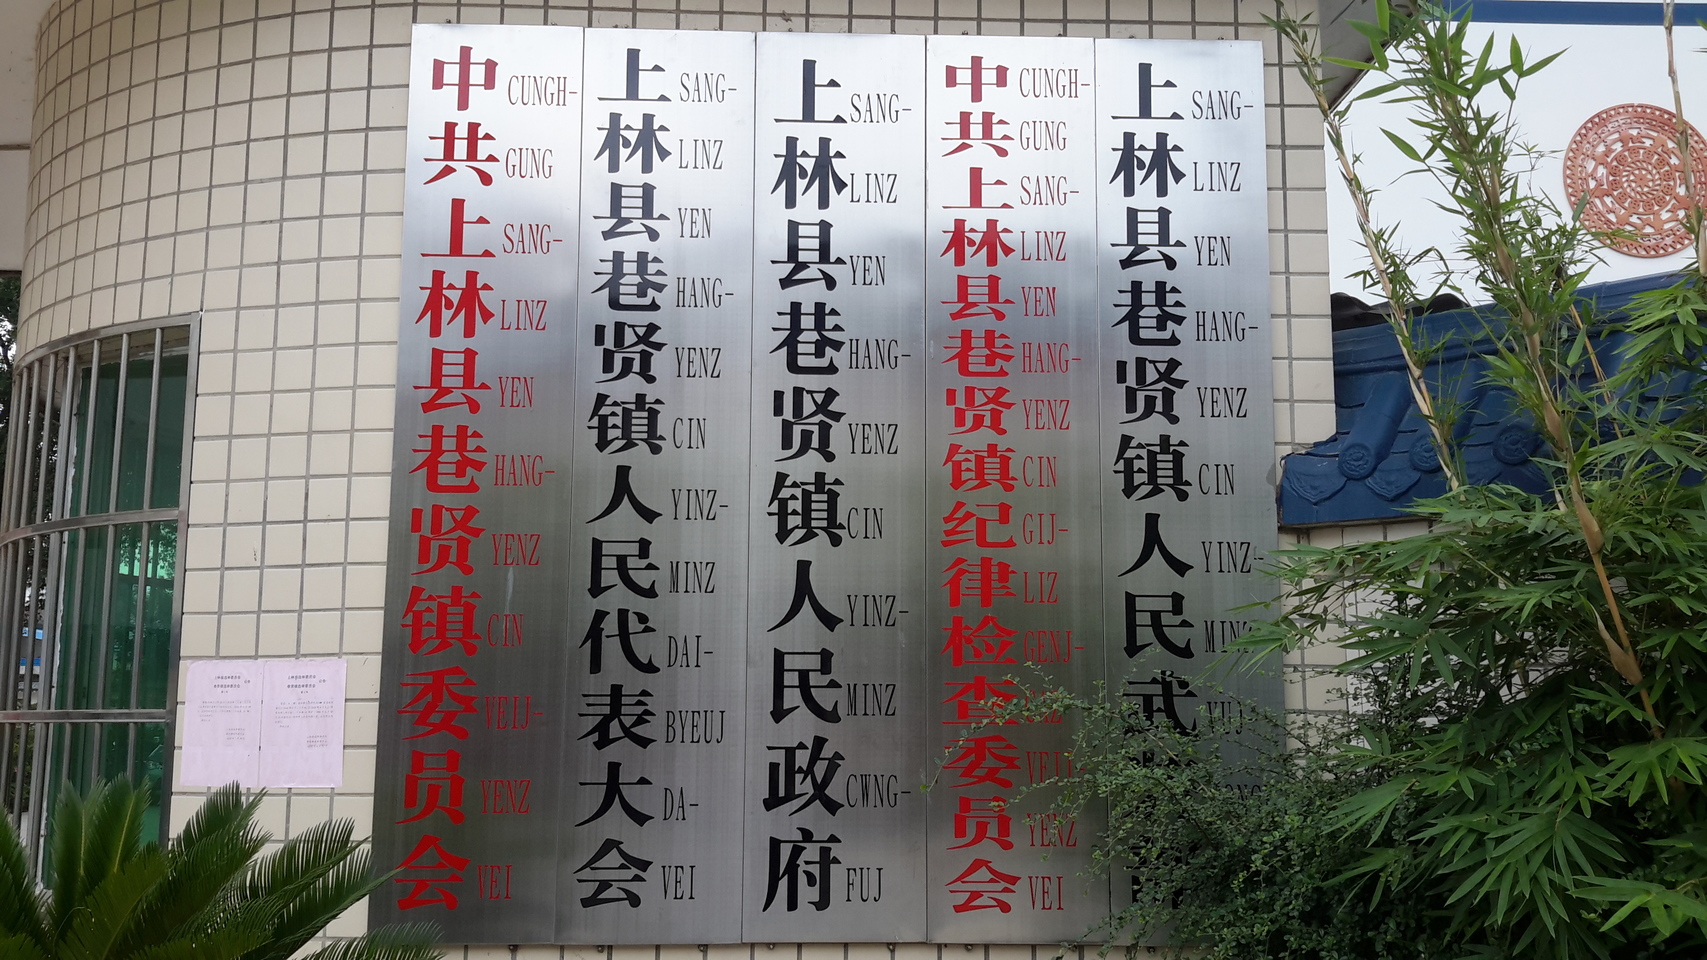 中共上林县巷贤镇委员会
CUNGH-GUNG SANG-LINZ YEN HANG-YENZ CIN VEIJ-YENZ VEI
上林县巷贤镇人民代表大会
SANG-LINZ YEN HANG-YENZ CIN YINZ-MINZ DAI-BYEUJ DA-VEI
上林县巷贤镇人民政府
SANG-LINZ YEN HANG-YENZ CIN YINZ-MINZ CWNG-FUJ
中共上林县巷贤镇纪律检查委员会
CUNGH-GUNG SANG-LINZ YEN HANG-YENZ CIN GIJ-LIZ GENJ- VEIJ- YENZ VEI
上林县巷贤镇人民武
SANG-LINZ YEN HANG-YENZ CIN YINZ-MINZ